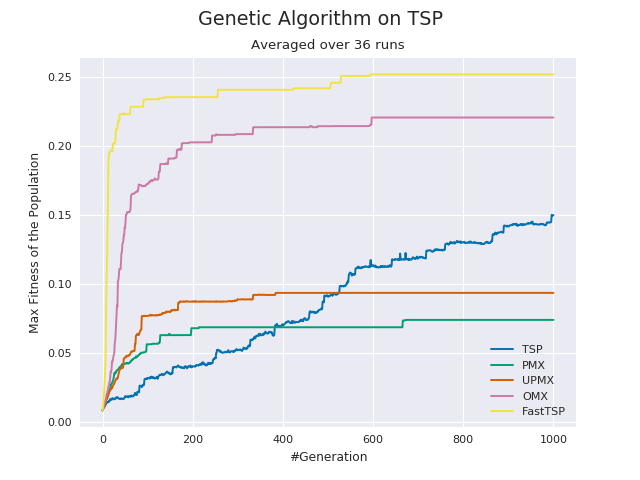 Genetic Algorithm on TSP
Averaged over 36 runs
Max Fitness of the Population
0.25
0.20
0.15
0.10
0.05
0.00
TSP
PMX
UPMX
OMX
FastTSP
0 200 400 600 800 1000
#Generation